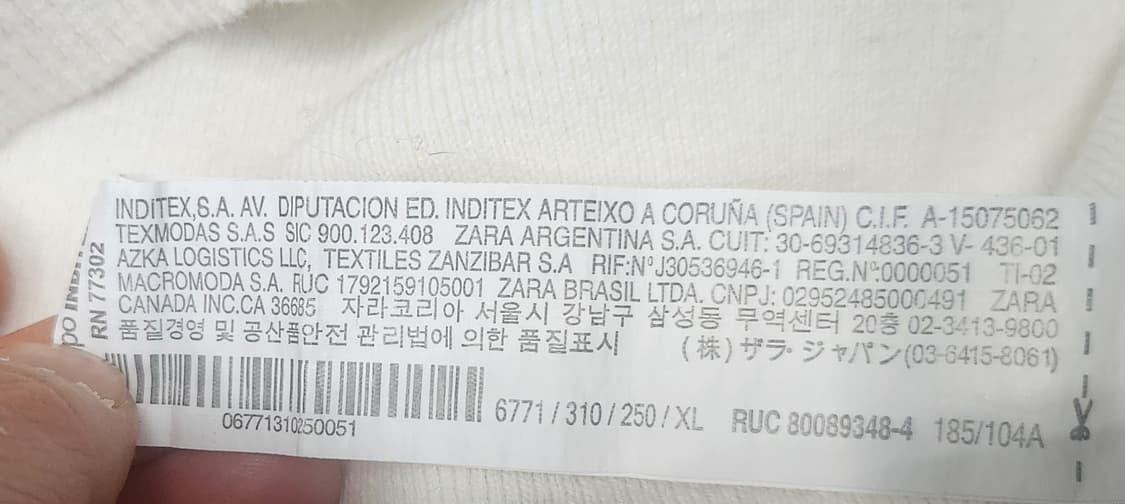 INDITEX,S.A. AV. DIPUTACION ED. INDITEX ARTEIXO A CORUÑA (SPAIN) C.I.F. A-15075062
TEXMODAS S.A.S SIC 900.123.408 ZARA ARGENTINA S.A. CUIT: 30-69314836-3 V- 436-01
AZKA LOGISTICS LLC, TEXTILES ZANZIBAR S.A RIF:Nº J30536946-1 REG.Nº:0000051 TI-02
MACROMODA S.A. RUC 1792159105001 ZARA BRASIL LTDA. CNPJ: 02952485000491 ZARA
CANADA INC.CA 36685 자라코리아 서울시 강남구 삼성동 무역센터 20층 02-3413-9800
품질경영 및 공산품안전 관리법에 의한 품질표시 (株)ザラ・ジャパン(03-6415-8061)
06771310250051
6771 / 310 / 250 / XL RUC 80089348-4 185/104A
RN 77302